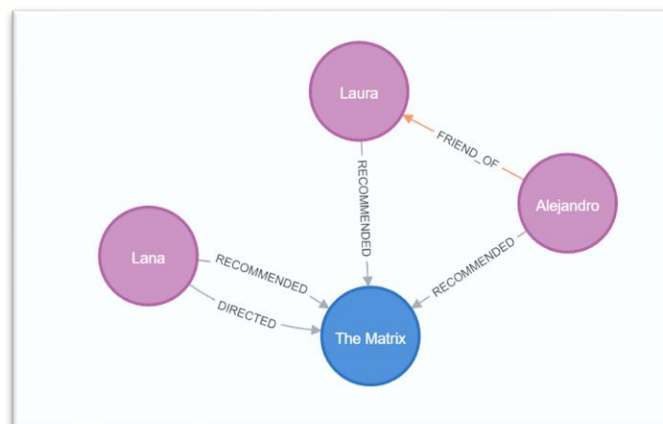 Laura
FRIEND_OF
Alejandro
RECOMMENDED
RECOMMENDED
Lana
RECOMMENDED
DIRECTED
The Matrix